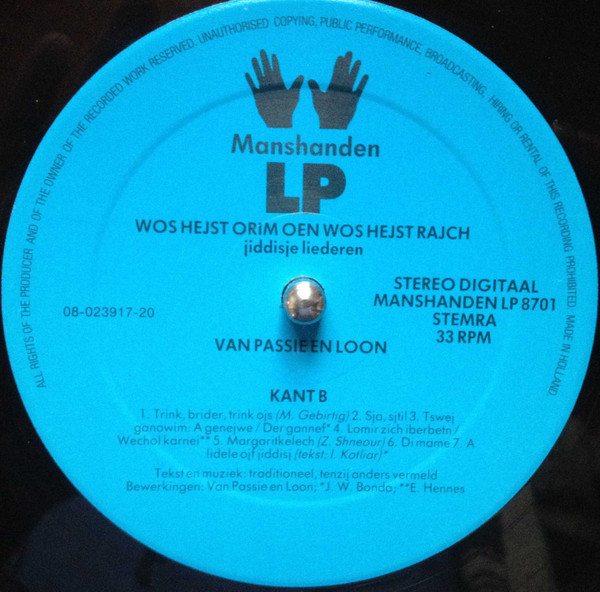 ALL RIGHTS OF THE PRODUCER AND OF THE OWNER OF THE RECORDED WORK RESERVED. UNAUTHORISED COPYING, PUBLIC PERFORMANCE, BROADCASTING, HIRING OR RENTAL OF THIS RECORDING PROHIBITED. MADE IN HOLLAND
Manshanden
LP
WOS HEJST ORiM OEN WOS HEJST RAJCH
jiddisje liederen
08-023917-20
STEREO DIGITAAL
MANSHANDEN LP 8701
STEMRA
33 RPM
VAN PASSIE EN LOON
KANT B
1. Trink, brider, trink ojs (M. Gebirtig) 2. Sja, sjtil 3. Tswej
ganowim: A genejwe / Der gannef* 4. Lomir zich iberbetn /
Wechol karnei** 5. Margaritkelech (Z. Shneour) 6. Di mame 7. A
lidele ojf jiddisj (tekst: I. Kotliar)*
Tekst en muziek: traditioneel, tenzij anders vermeld
Bewerkingen: Van Passie en Loon; *J. W. Bonda; **E. Hennes